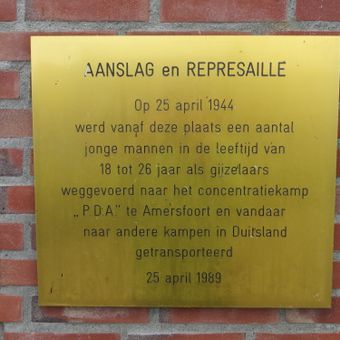 AANSLAG en REPRESAILLE
Op 25 april 1944
werd vanaf deze plaats een aantal
jonge mannen in de leeftijd van
18 tot 26 jaar als gijzelaars
weggevoerd naar het concentratiekamp
„P.D.A" te Amersfoort en vandaar
naar andere kampen in Duitsland
getransporteerd
25 april 1989